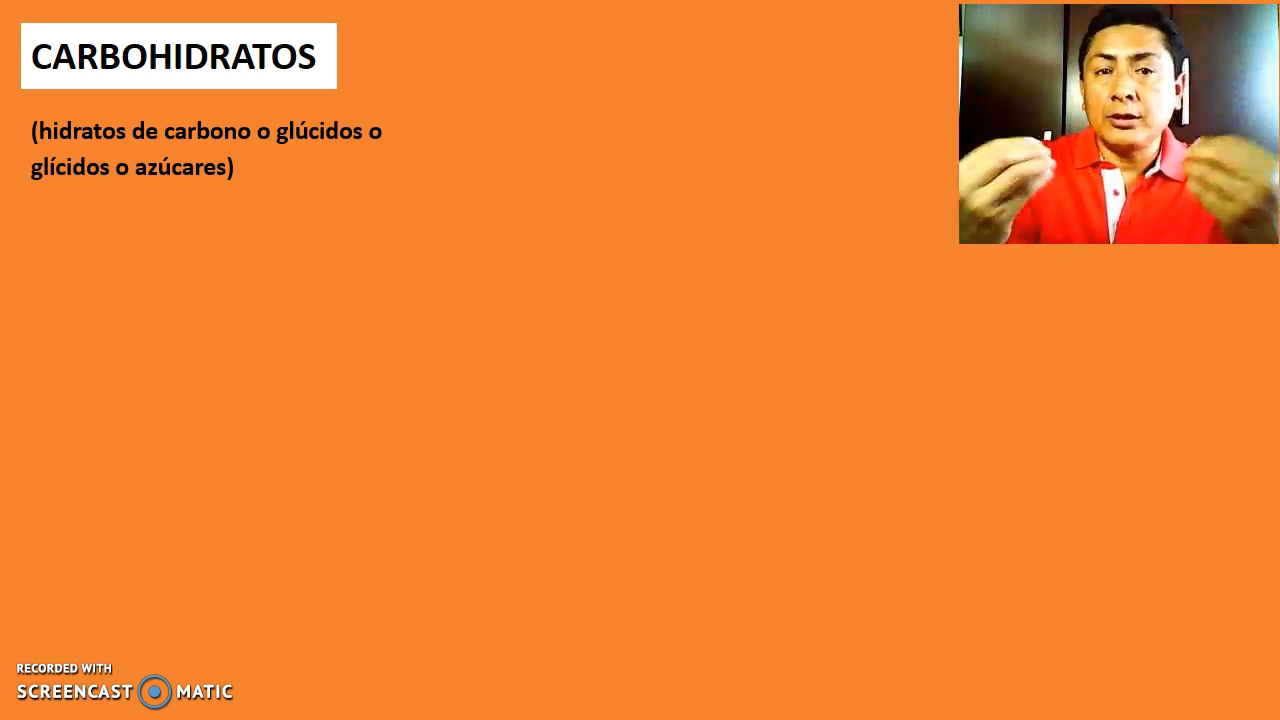 CARBOHIDRATOS
(hidratos de carbono o glúcidos o
glícidos o azúcares)
RECORDED WITH
SCREENCAST MATIC